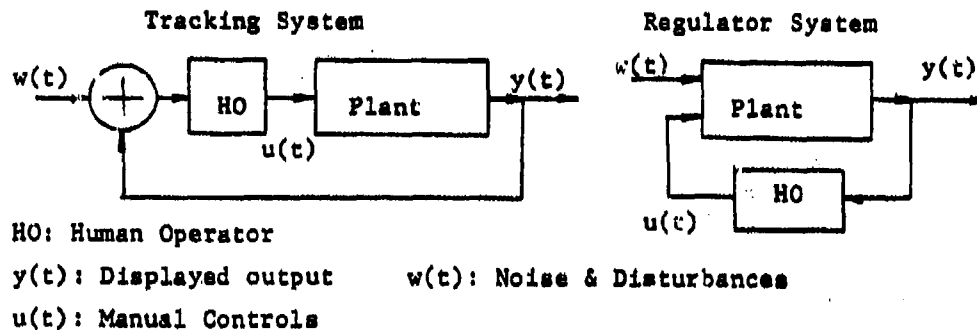 Tracking System
Regulator System
w(t)
HO
u(t)
Plant
y(t)
w(t)
Plant
y(t)
HO
u(t)
HO: Human Operator
y(t): Displayed output
w(t): Noise & Disturbances
u(t): Manual Controls